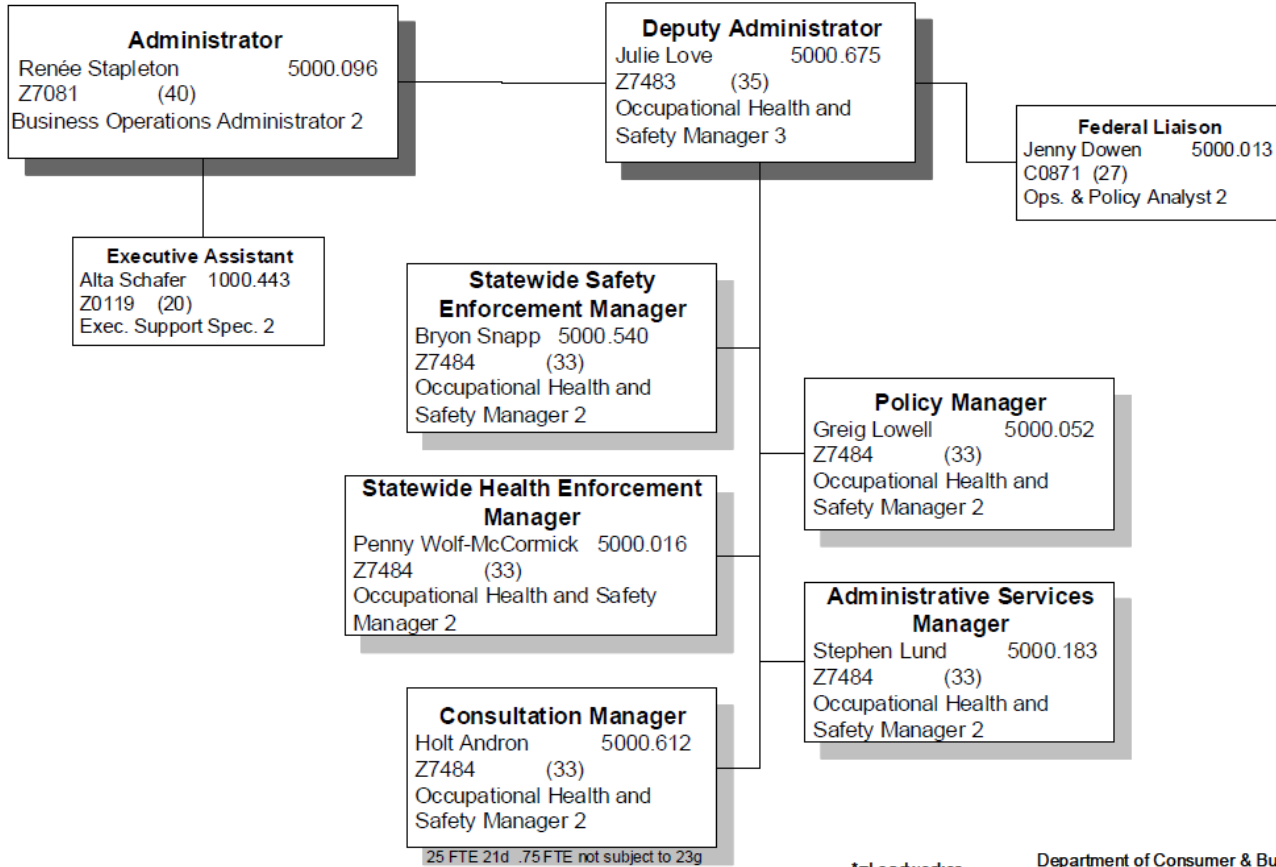 Administrator
Renée Stapleton 5000.096
Z7081 (40)
Business Operations Administrator 2
Deputy Administrator
Julie Love 5000.675
Z7483 (35)
Occupational Health and
Safety Manager 3
Federal Liaison
Jenny Dowen 5000.013
C0871 (27)
Ops. & Policy Analyst 2
Executive Assistant
Alta Schafer 1000.443
Z0119 (20)
Exec. Support Spec. 2
Statewide Safety
Enforcement Manager
Bryon Snapp 5000.540
Z7484 (33)
Occupational Health and
Safety Manager 2
Policy Manager
Greig Lowell 5000.052
Z7484 (33)
Occupational Health and
Safety Manager 2
Statewide Health Enforcement
Manager
Penny Wolf-McCormick 5000.016
Z7484 (33)
Occupational Health and Safety
Manager 2
Administrative Services
Manager
Stephen Lund 5000.183
Z7484 (33)
Occupational Health and
Safety Manager 2
Consultation Manager
Holt Andron 5000.612
Z7484 (33)
Occupational Health and
Safety Manager 2
25 FTE 21d .75 FTE not subject to 23g
Department of Consumer & Bu